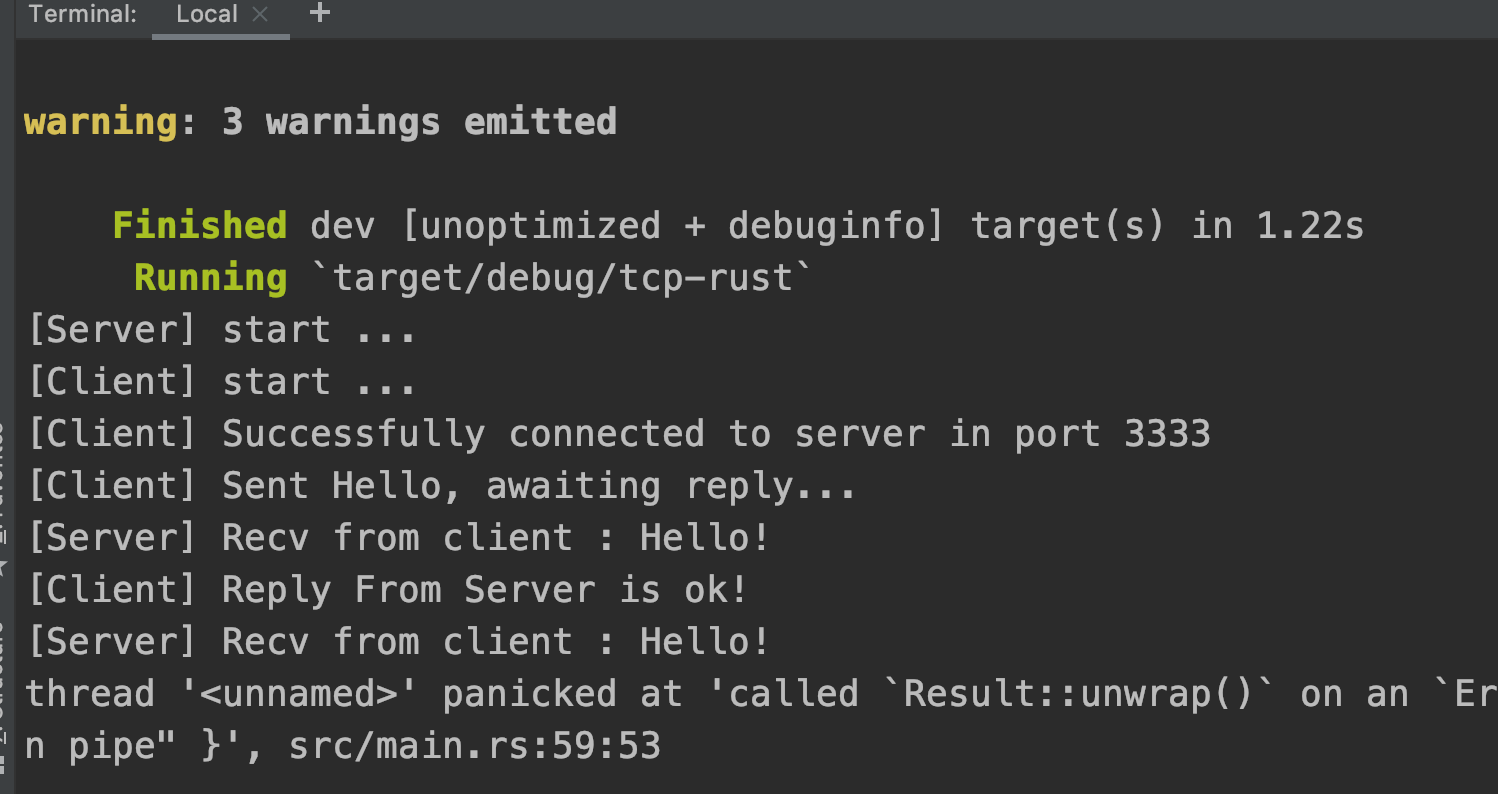 Terminal: Local × +
warning: 3 warnings emitted
Finished dev [unoptimized + debuginfo] target(s) in 1.22s
Running `target/debug/tcp-rust`
[Server] start ...
[Client] start ...
[Client] Successfully connected to server in port 3333
[Client] Sent Hello, awaiting reply...
[Server] Recv from client : Hello!
[Client] Reply From Server is ok!
[Server] Recv from client : Hello!
thread '<unnamed>' panicked at 'called `Result::unwrap()` on an `Er
n pipe" }', src/main.rs:59:53